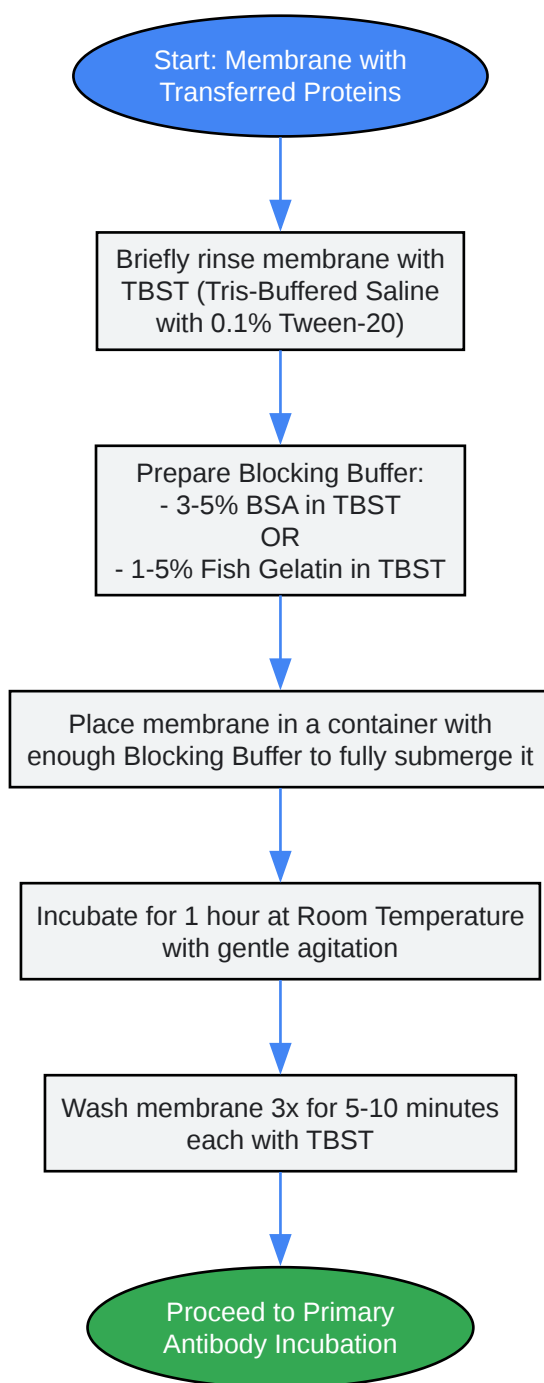 Start: Membrane with
Transferred Proteins
Briefly rinse membrane with
TBST (Tris-Buffered Saline
with 0.1% Tween-20)
Prepare Blocking Buffer:
- 3-5% BSA in TBST
OR
- 1-5% Fish Gelatin in TBST
Place membrane in a container with
enough Blocking Buffer to fully submerge it
Incubate for 1 hour at Room Temperature
with gentle agitation
Wash membrane 3x for 5-10 minutes
each with TBST
Proceed to Primary
Antibody Incubation